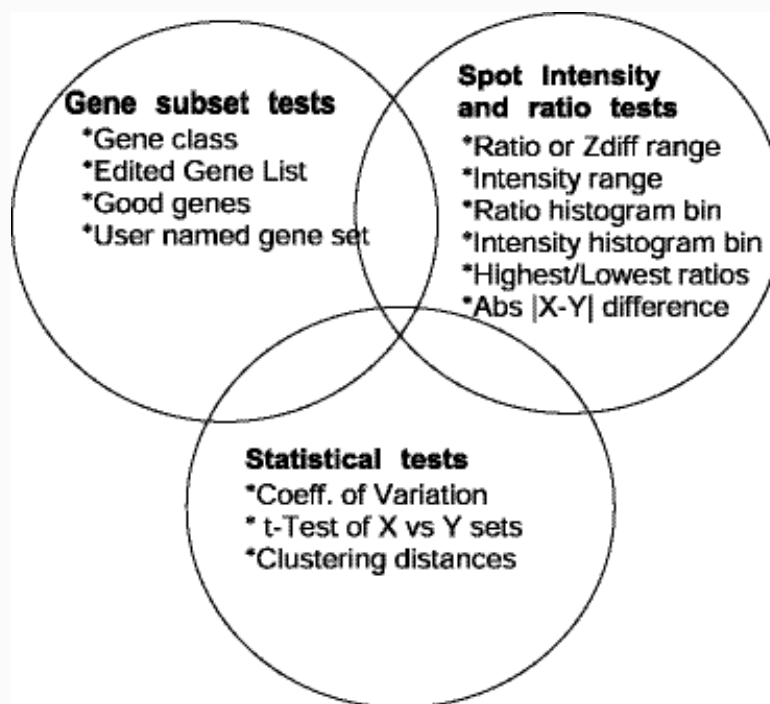 Gene subset tests
*Gene class
*Edited Gene List
*Good genes
*User named gene set
Spot Intensity
and ratio tests
*Ratio or Zdiff range
*Intensity range
*Ratio histogram bin
*Intensity histogram bin
*Highest/Lowest ratios
*Abs |X-Y| difference
Statistical tests
*Coeff. of Variation
* t-Test of X vs Y sets
*Clustering distances